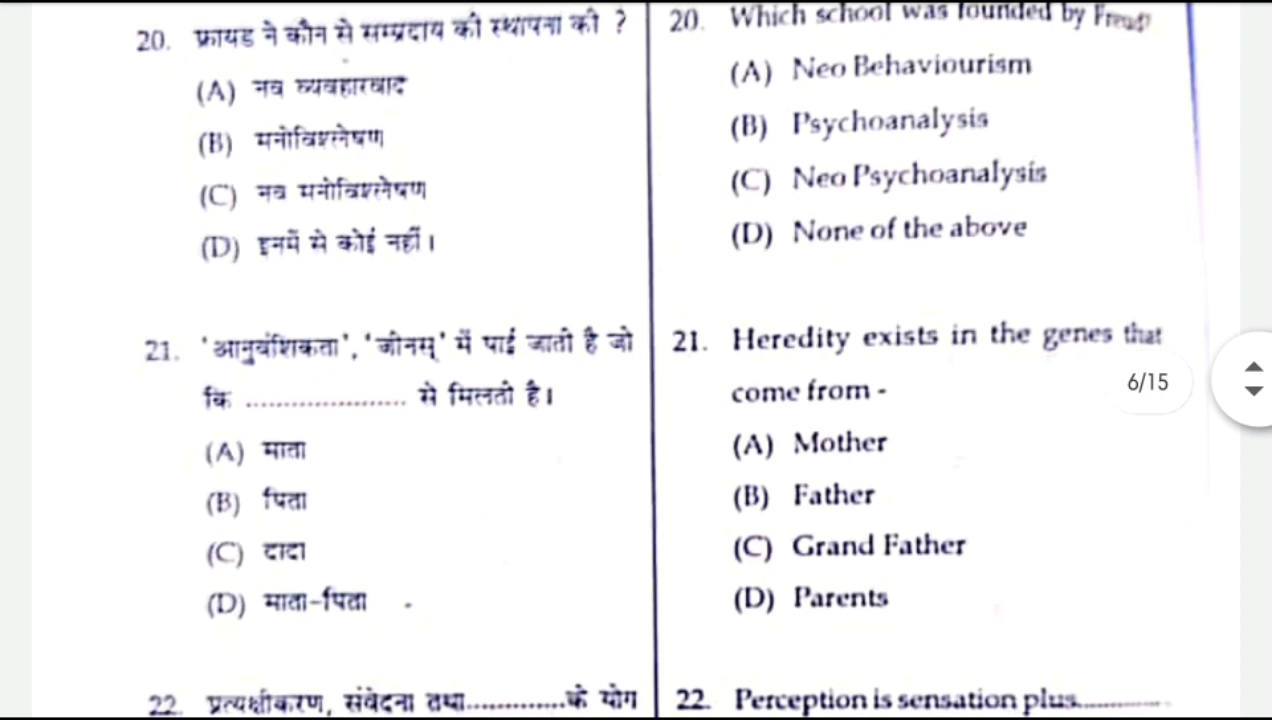 20. फ्रायड ने कौन से सम्प्रदाय की स्थापना की ?
(A) नव व्यवहारवाद
(B) मनोविश्लेषण
(C) नव मनोविश्लेषण
(D) इनमें से कोई नहीं।
21. 'आनुवंशिकता', 'जीनस्' में पाई जाती है जो
कि ..................... से मिलती है।
(A) माता
(B) पिता
(C) दादा
(D) माता-पिता
22. प्रत्यक्षीकरण, संवेदना तथा.............के योग
20. Which school was founded by Freud?
(A) Neo Behaviourism
(B) Psychoanalysis
(C) Neo Psychoanalysis
(D) None of the above
21. Heredity exists in the genes that
come from -
(A) Mother
(B) Father
(C) Grand Father
(D) Parents
22. Perception is sensation plus.............
6/15